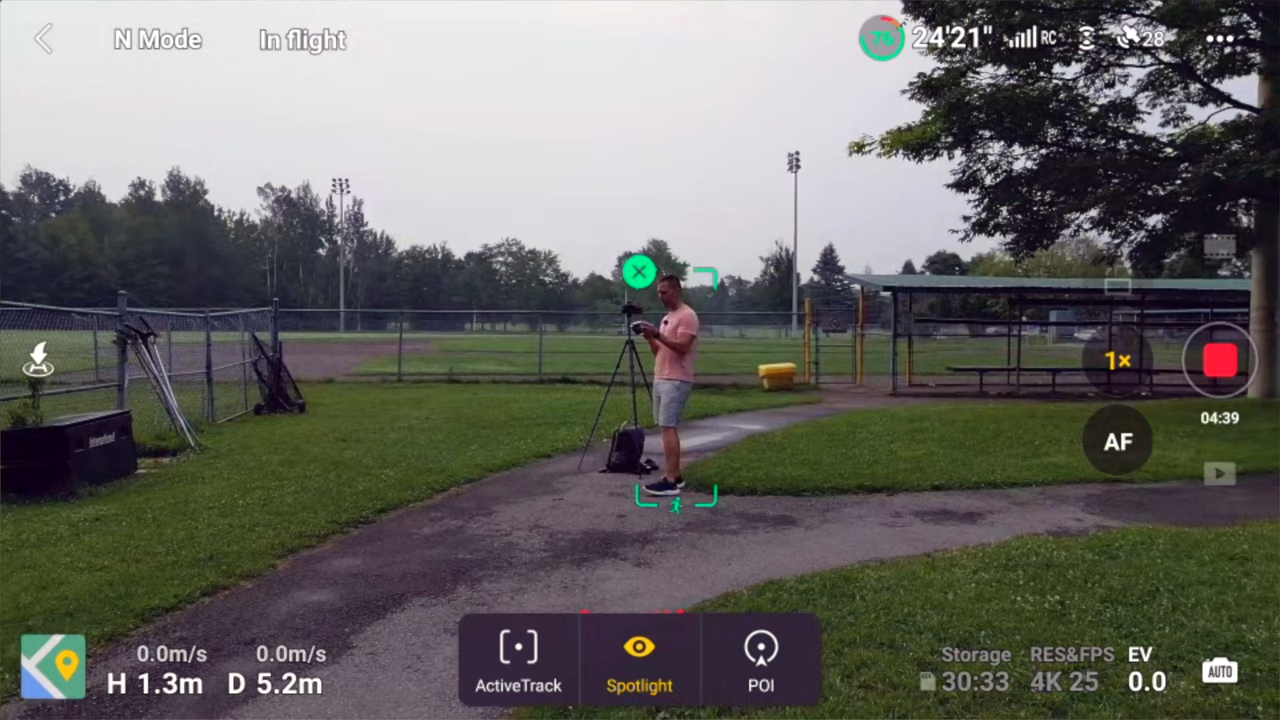 N Mode
In flight
76
24'21"
RC
28
1×
04:39
AF
International
ActiveTrack
Spotlight
POI
0.0m/s
0.0m/s
H 1.3m
D 5.2m
Storage
30:33
RES&FPS
4K 25
EV
0.0
AUTO